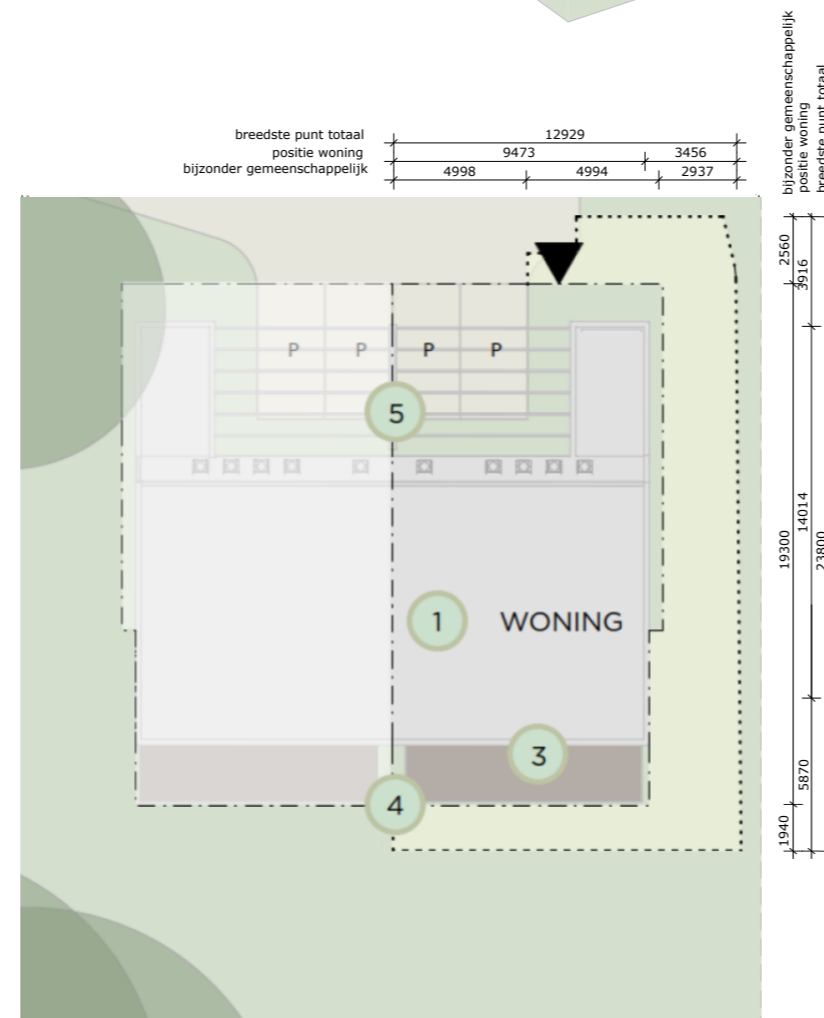 breedste punt totaal 12929
positie woning 9473 3456
bijzonder gemeenschappelijk 4998 4994 2937
bijzonder gemeenschappelijk
positie woning
breedste punt totaal
2560
3916
19300
14014
23800
5870
1940
P P P P
5
1 WONING
3
4